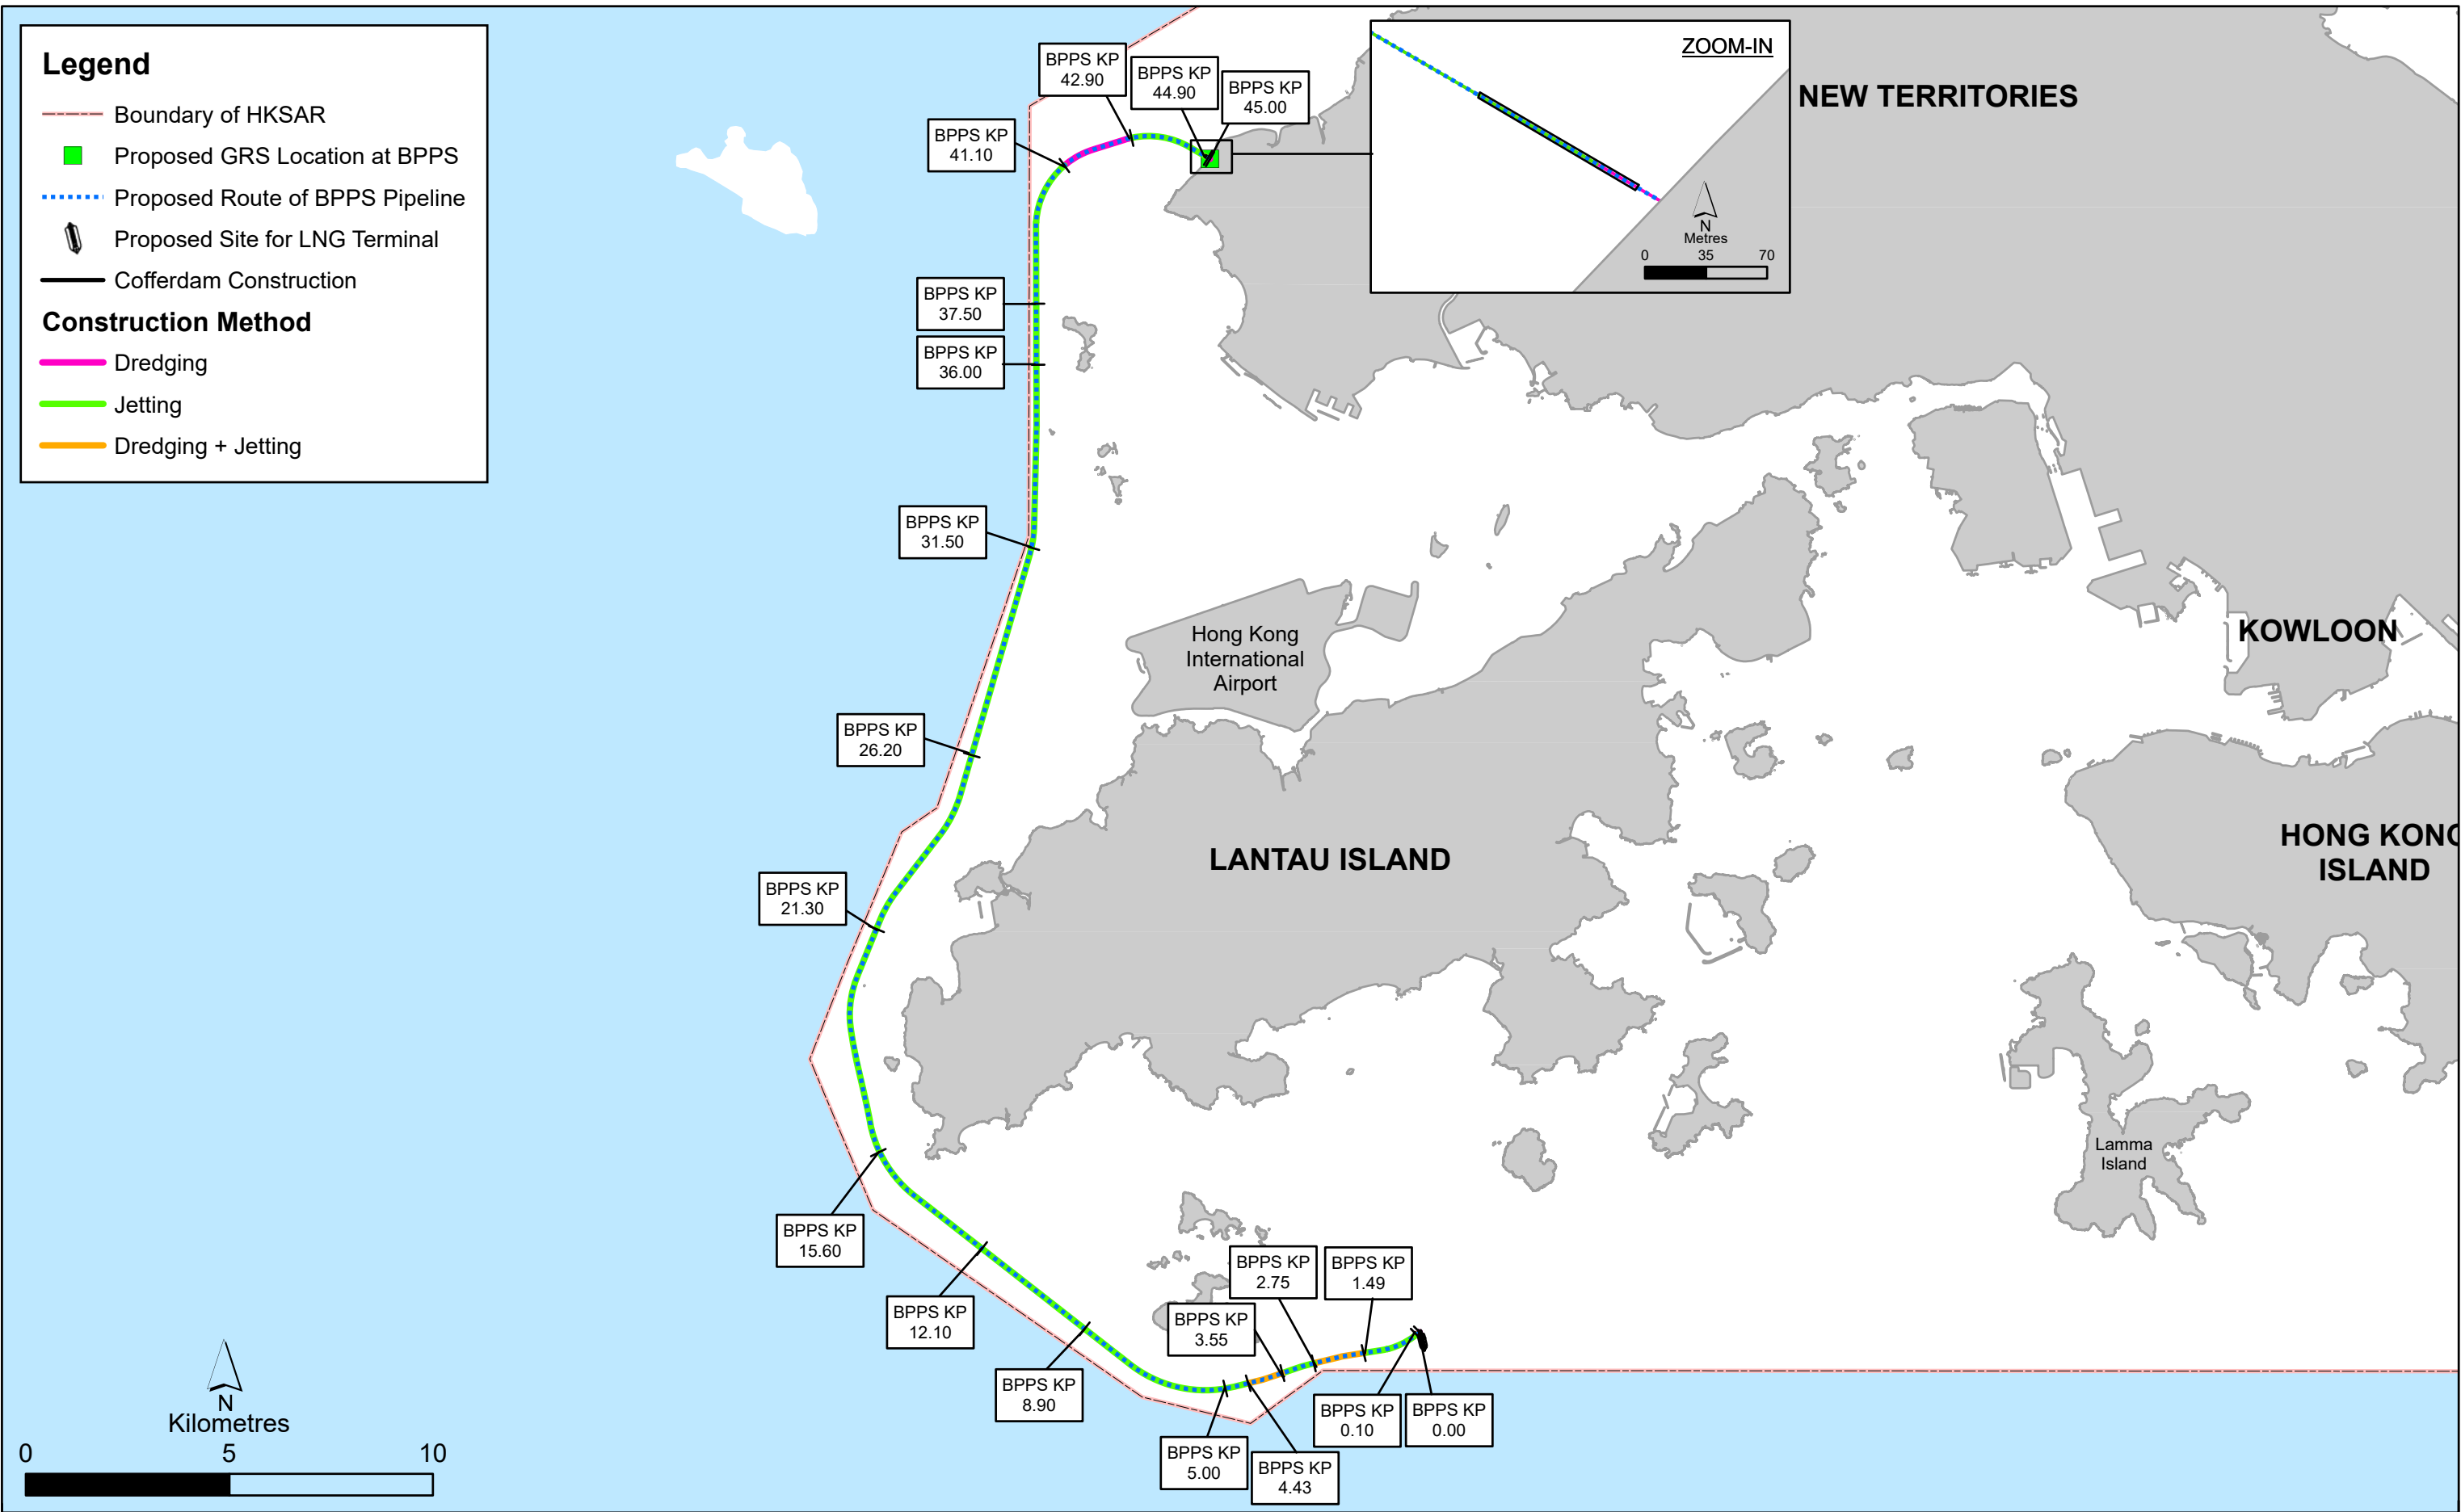 Legend
Boundary of HKSAR
Proposed GRS Location at BPPS
Proposed Route of BPPS Pipeline
Proposed Site for LNG Terminal
Cofferdam Construction
Construction Method
Dredging
Jetting
Dredging + Jetting
BPPS KP
42.90
BPPS KP
44.90
BPPS KP
45.00
BPPS KP
41.10
ZOOM-IN
N
Metres
0 35 70
NEW TERRITORIES
BPPS KP
37.50
BPPS KP
36.00
BPPS KP
31.50
Hong Kong
International
Airport
KOWLOON
BPPS KP
26.20
LANTAU ISLAND
HONG KONG
ISLAND
BPPS KP
21.30
Lamma
Island
BPPS KP
15.60
BPPS KP
12.10
BPPS KP
8.90
BPPS KP
2.75
BPPS KP
1.49
BPPS KP
3.55
BPPS KP
0.10
BPPS KP
0.00
BPPS KP
5.00
BPPS KP
4.43
N
Kilometres
0 5 10